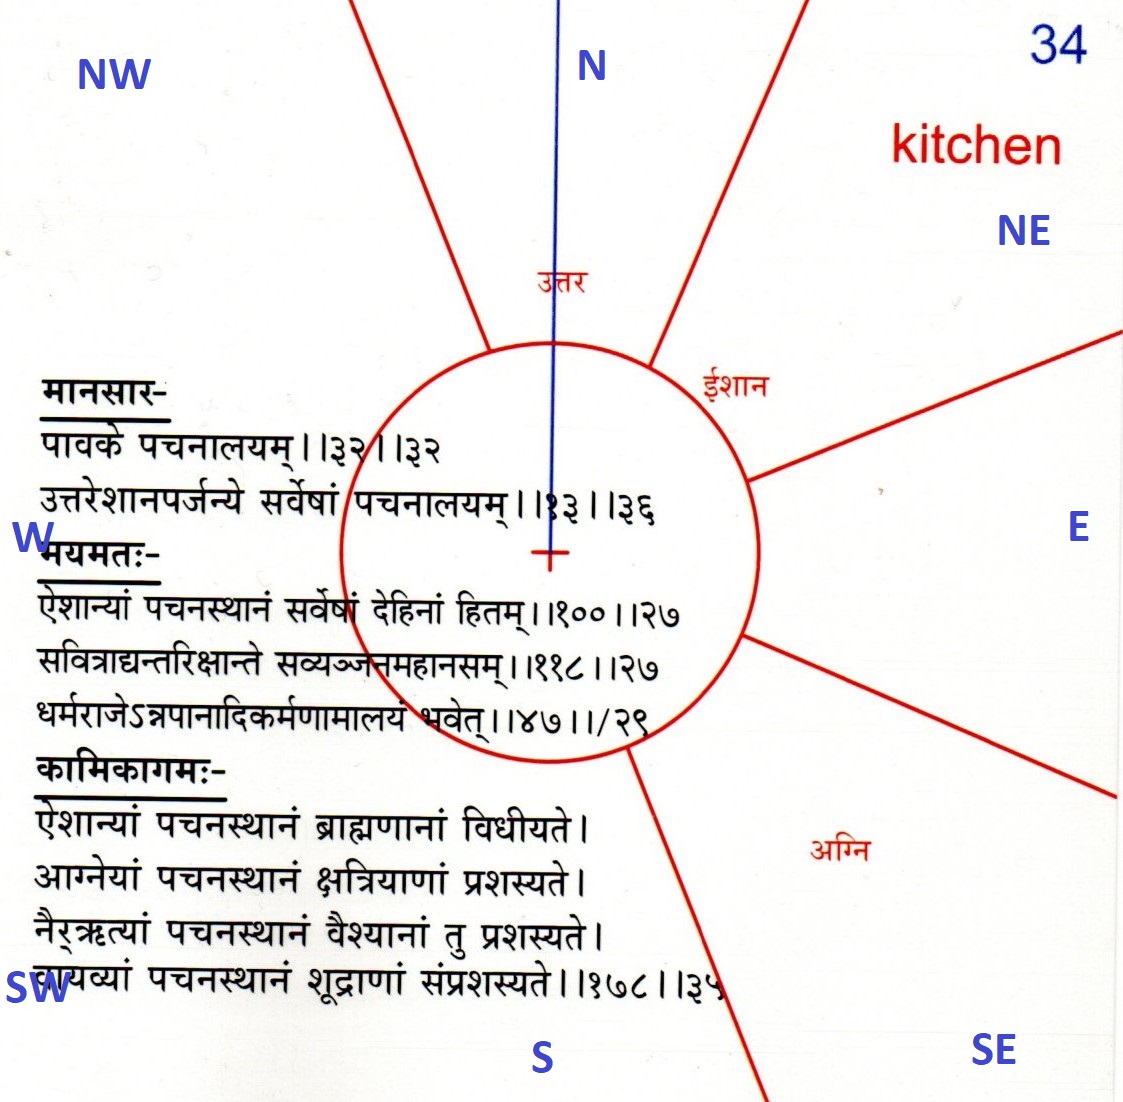 34
NW
N
kitchen
NE
उत्तर
ईशान
मानसार-
पावके पचनालयम्।।३२।।३२
उत्तरेशानपर्जन्ये सर्वेषां पचनालयम्।।१३।।३६
W
E
मयमतः-
ऐशान्यां पचनस्थानं सर्वेषां देहिनां हितम्।।१००।।२७
सवित्राद्यन्तरिक्षान्ते सव्यञ्जनमहानसम्।।११८।।२७
धर्मराजेऽन्नपानादिकर्मणामालयं भवेत्।।४७।।/२९
कामिकागमः-
ऐशान्यां पचनस्थानं ब्राह्मणानां विधीयते।
अग्नि
आग्नेयां पचनस्थानं क्षत्रियाणां प्रशस्यते।
नैर्ऋत्यां पचनस्थानं वैश्यानां तु प्रशस्यते।
वायव्यां पचनस्थानं शूद्राणां संप्रशस्यते।।१७८।।३५
SW
S
SE